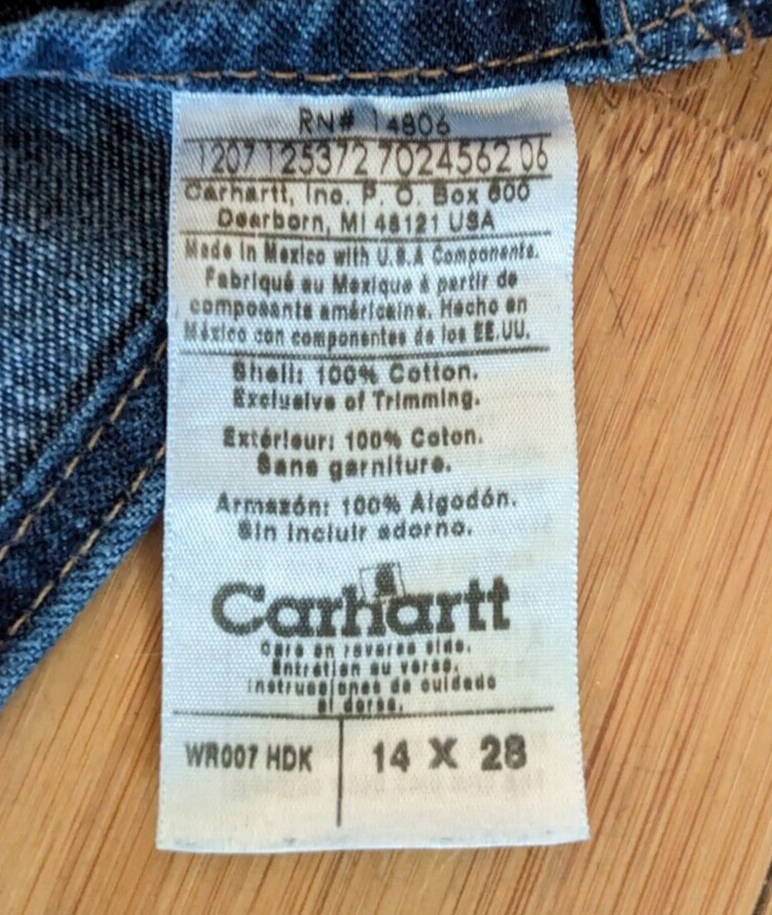 RN# 14806
1207125372 7024562 06
Carhartt, Inc. P. O. Box 600
Dearborn, MI 48121 USA
Made in Mexico with U.S.A Components.
Fabriqué au Mexique à partir de
composants américains. Hecho en
México con componentes de los EE.UU.
Shell: 100% Cotton.
Exclusive of Trimming.
Extérieur: 100% Coton.
Sans garniture.
Armazón: 100% Algodón.
Sin incluir adorno.
Carhartt
Care on reverse side.
Entretien au verso.
Instrucciones de cuidado
al dorso.
WR007 HDK
14 X 28